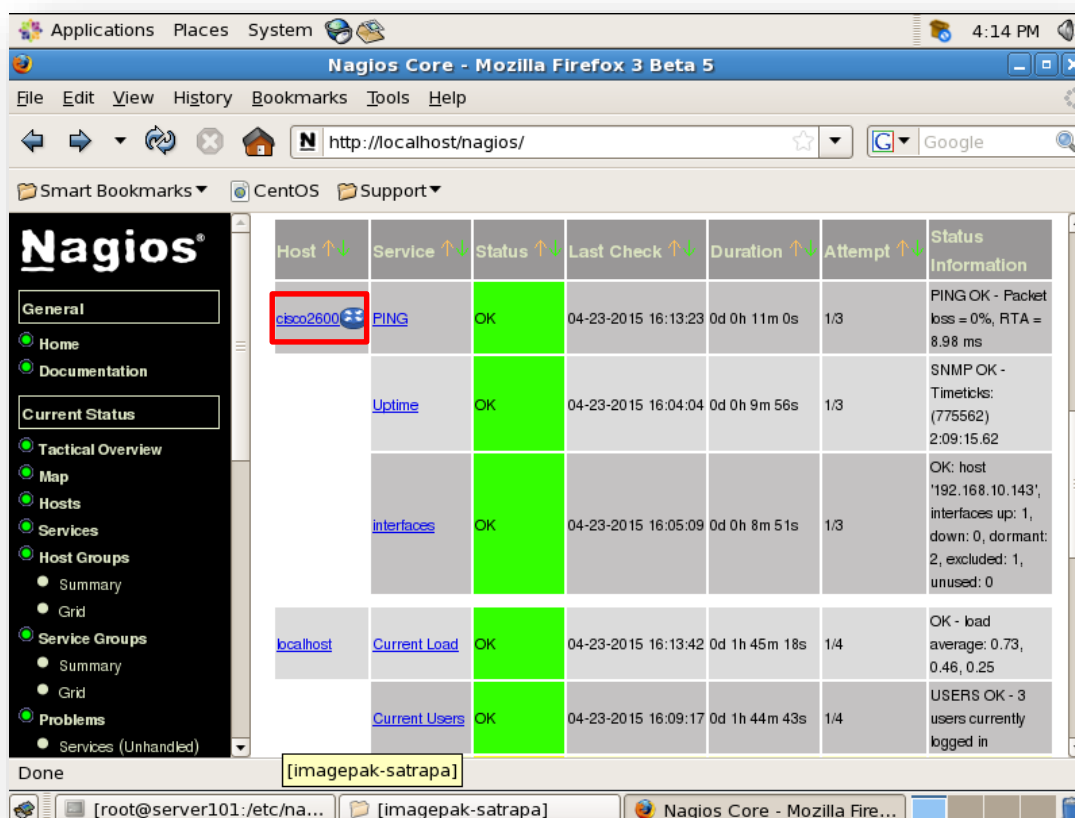 Applications Places System 4:14 PM
Nagios Core - Mozilla Firefox 3 Beta 5
File Edit View History Bookmarks Tools Help
N http://localhost/nagios/ G Google
Smart Bookmarks CentOS Support
Nagios®
General
Home
Documentation
Current Status
Tactical Overview
Map
Hosts
Services
Host Groups
Summary
Grid
Service Groups
Summary
Grid
Problems
Services (Unhandled)
Host Service Status Last Check Duration Attempt Status
Information
cisco2600 PING OK 04-23-2015 16:13:23 0d 0h 11m 0s 1/3 PING OK - Packet
loss = 0%, RTA =
8.98 ms
Uptime OK 04-23-2015 16:04:04 0d 0h 9m 56s 1/3 SNMP OK -
Timeticks:
(775562)
2:09:15.62
interfaces OK 04-23-2015 16:05:09 0d 0h 8m 51s 1/3 OK: host
'192.168.10.143',
interfaces up: 1,
down: 0, dormant:
2, excluded: 1,
unused: 0
localhost Current Load OK 04-23-2015 16:13:42 0d 1h 45m 18s 1/4 OK - load
average: 0.73,
0.46, 0.25
Current Users OK 04-23-2015 16:09:17 0d 1h 44m 43s 1/4 USERS OK - 3
users currently
logged in
Done
[imagepak-satrapa]
[root@server101:/etc/na... [imagepak-satrapa] Nagios Core - Mozilla Fire...